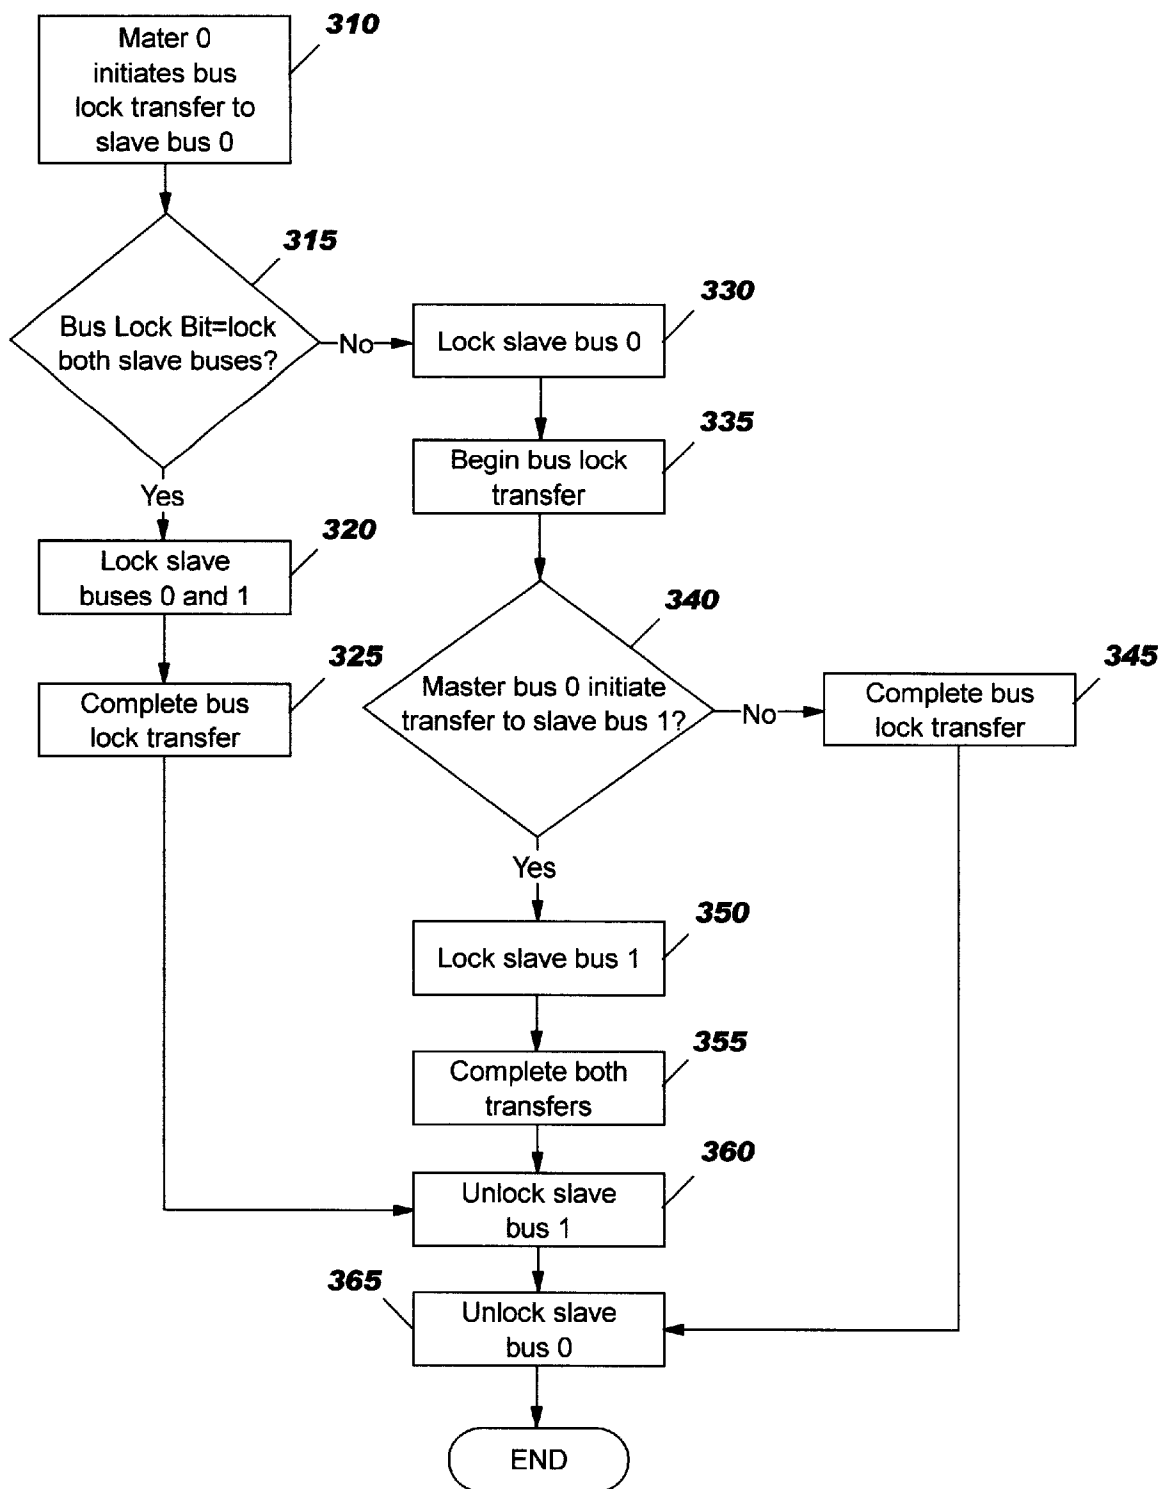 310
Mater 0
initiates bus
lock transfer to
slave bus 0
315
Bus Lock Bit=lock
both slave buses?
No
330
Lock slave bus 0
335
Begin bus lock
transfer
Yes
320
Lock slave
buses 0 and 1
325
Complete bus
lock transfer
340
Master bus 0 initiate
transfer to slave bus 1?
No
345
Complete bus
lock transfer
Yes
350
Lock slave bus 1
355
Complete both
transfers
360
Unlock slave
bus 1
365
Unlock slave
bus 0
END